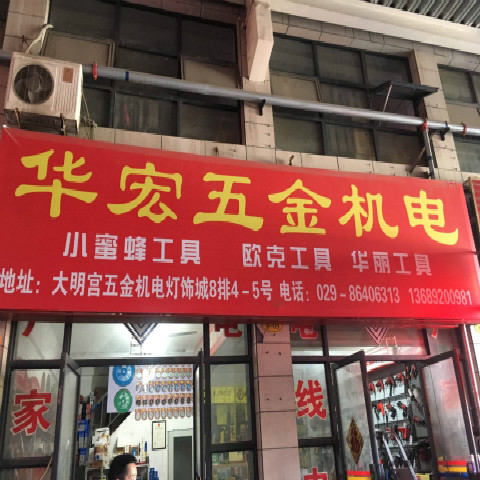 华宏五金机电
小蜜蜂工具 欧克工具 华丽工具
地址：大明宫五金机电灯饰城8排4-5号 电话：029-86406313 13689200981
家
线
电